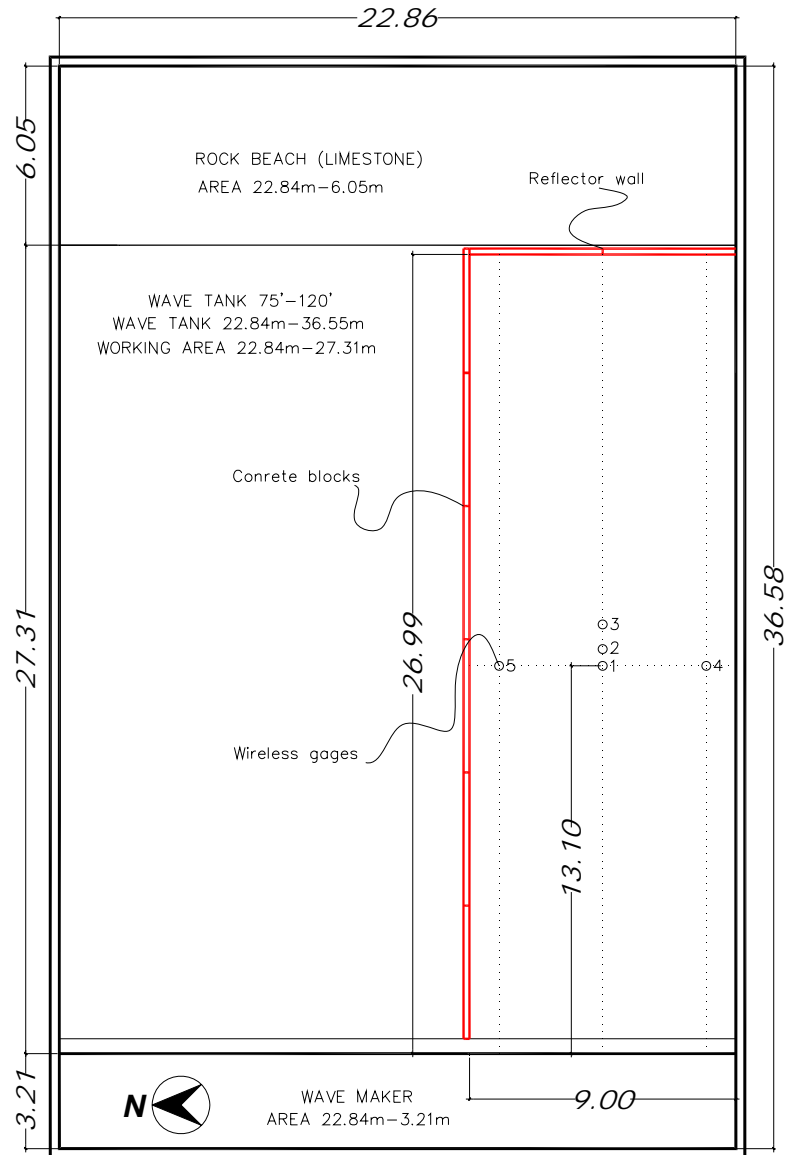 22.86
6.05
ROCK BEACH (LIMESTONE)
AREA 22.84m-6.05m
Reflector wall
WAVE TANK 75'-120'
WAVE TANK 22.84m-36.55m
WORKING AREA 22.84m-27.31m
Conrete blocks
27.31
26.99
36.58
3
2
5
1
4
Wireless gages
13.10
3.21
N
WAVE MAKER
AREA 22.84m-3.21m
9.00